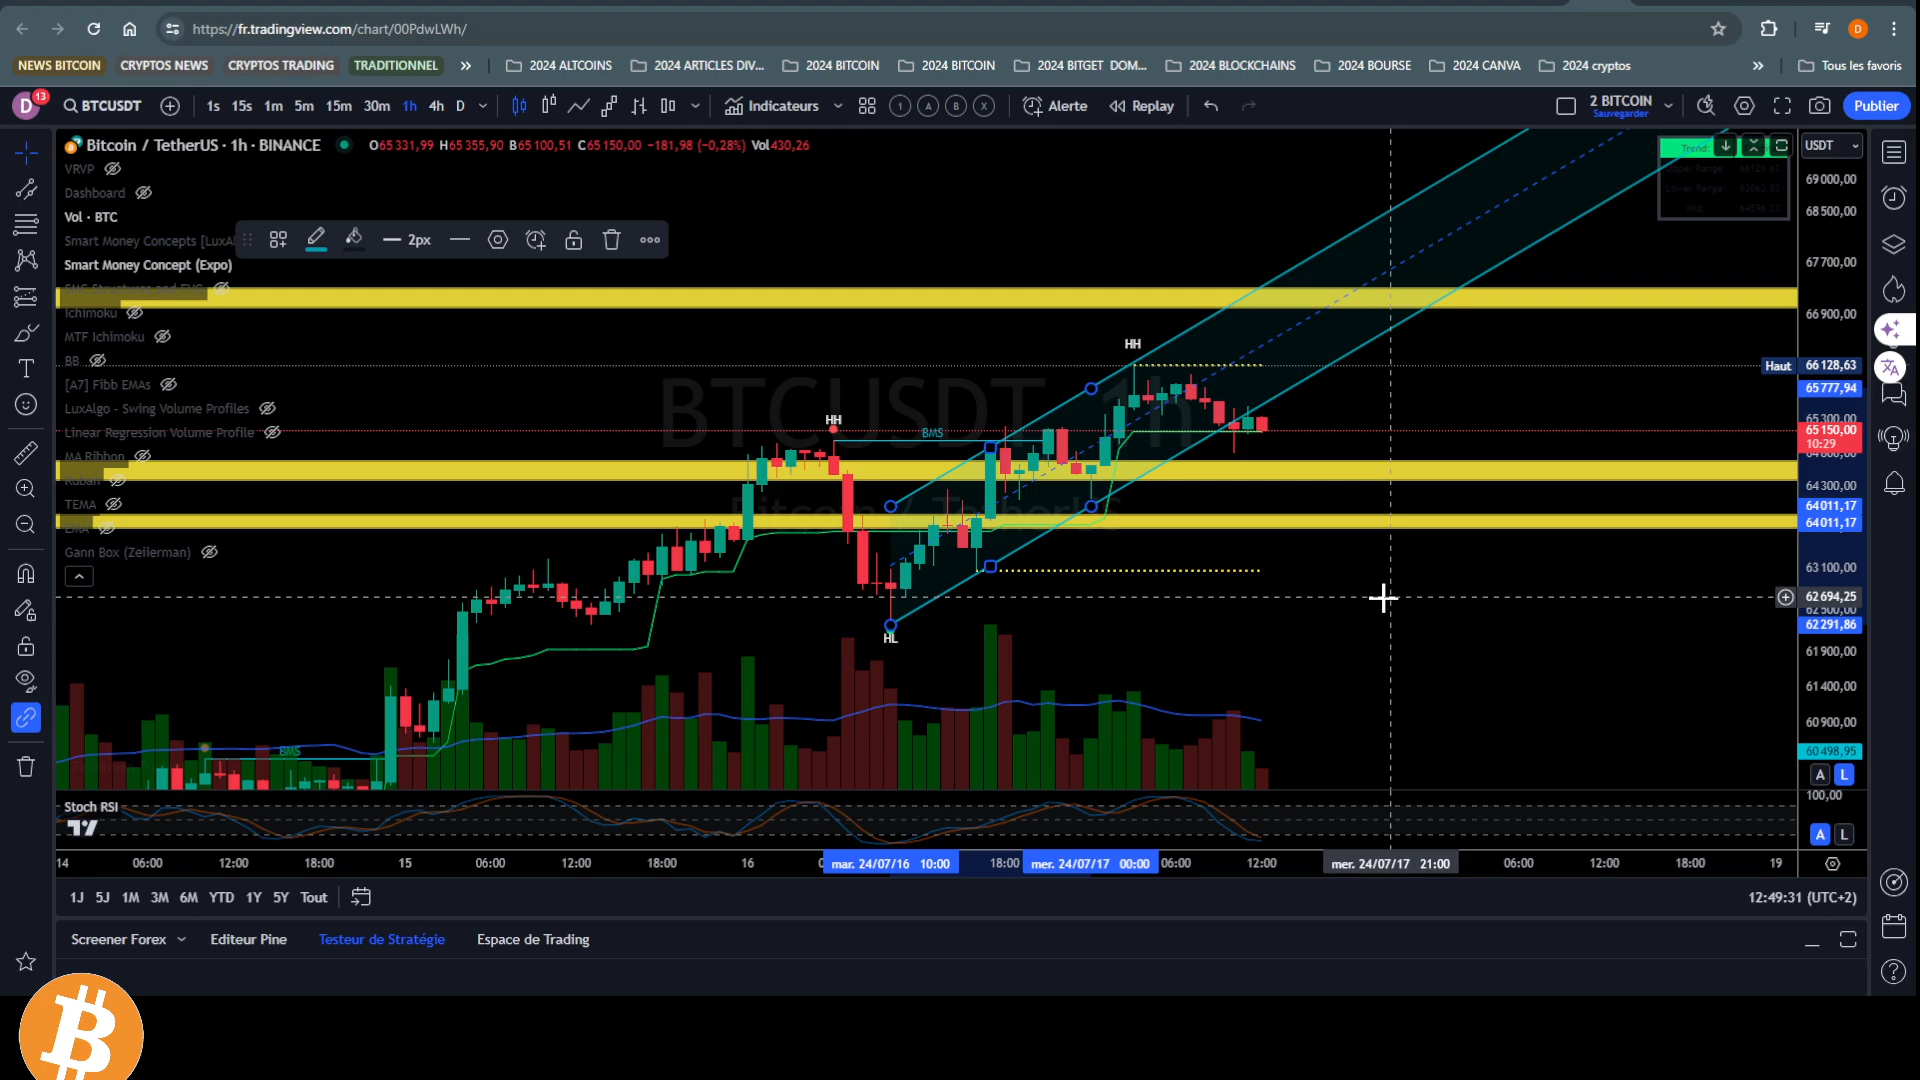 https://fr.tradingview.com/chart/00PdwLWh/
NEWS BITCOIN CRYPTOS NEWS CRYPTOS TRADING TRADITIONNEL » 2024 ALTCOINS 2024 ARTICLES DIV... 2024 BITCOIN 2024 BITCOIN 2024 BITGET DOM... 2024 BLOCKCHAINS 2024 BOURSE 2024 CANVA 2024 cryptos » Tous les favoris
D 13 BTCUSDT 1s 15s 1m 5m 15m 30m 1h 4h D Indicateurs 1 A B X Alerte Replay 2 BITCOIN Sauvegarder Publier
Bitcoin / TetherUS · 1h · BINANCE O65 331,99 H65 355,90 B65 100,51 C65 150,00 −181,98 (−0,28%) Vol430,26
USDT
Trend:
VRVP
Dashboard
Vol · BTC
Smart Money Concepts [LuxAl
2px
Smart Money Concept (Expo)
Ichimoku
MTF Ichimoku
BB
[A7] Fibb EMAs
LuxAlgo - Swing Volume Profiles
Linear Regression Volume Profile
MA Ribbon
Ruban
TEMA
EMA
Gann Box (Zeiierman)
BTCUSDT, 1h
Bitcoin / TetherUS
HH
HH
BMS
HL
BMS
69 000,00
68 500,00
67 700,00
66 900,00
Haut 66 128,63
65 777,94
65 300,00
65 150,00
10:29
64 300,00
64 011,17
64 011,17
63 100,00
62 694,25
62 291,86
61 900,00
61 400,00
60 900,00
60 498,95
A L
Stoch RSI
100,00
A L
14 06:00 12:00 18:00 15 06:00 12:00 18:00 16 mar. 24/07/16 10:00 18:00 mer. 24/07/17 00:00 06:00 12:00 mer. 24/07/17 21:00 06:00 12:00 18:00 19
1J 5J 1M 3M 6M YTD 1Y 5Y Tout 12:49:31 (UTC+2)
Screener Forex Editeur Pine Testeur de Stratégie Espace de Trading